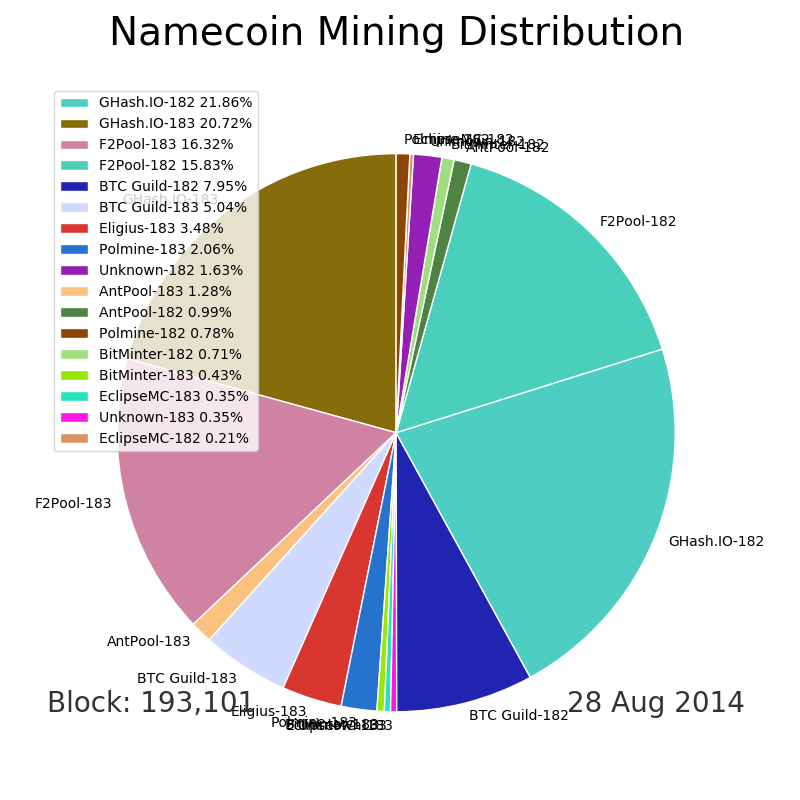 Namecoin Mining Distribution
GHash.IO-182 21.86%
GHash.IO-183 20.72%
F2Pool-183 16.32%
F2Pool-182 15.83%
BTC Guild-182 7.95%
BTC Guild-183 5.04%
Eligius-183 3.48%
Polmine-183 2.06%
Unknown-182 1.63%
AntPool-183 1.28%
AntPool-182 0.99%
Polmine-182 0.78%
BitMinter-182 0.71%
BitMinter-183 0.43%
EclipseMC-183 0.35%
Unknown-183 0.35%
EclipseMC-182 0.21%
AntPool-182
F2Pool-182
GHash.IO-183
GHash.IO-182
F2Pool-183
AntPool-183
BTC Guild-183
Eligius-183
BTC Guild-182
Polmine-183
Block: 193,101
28 Aug 2014